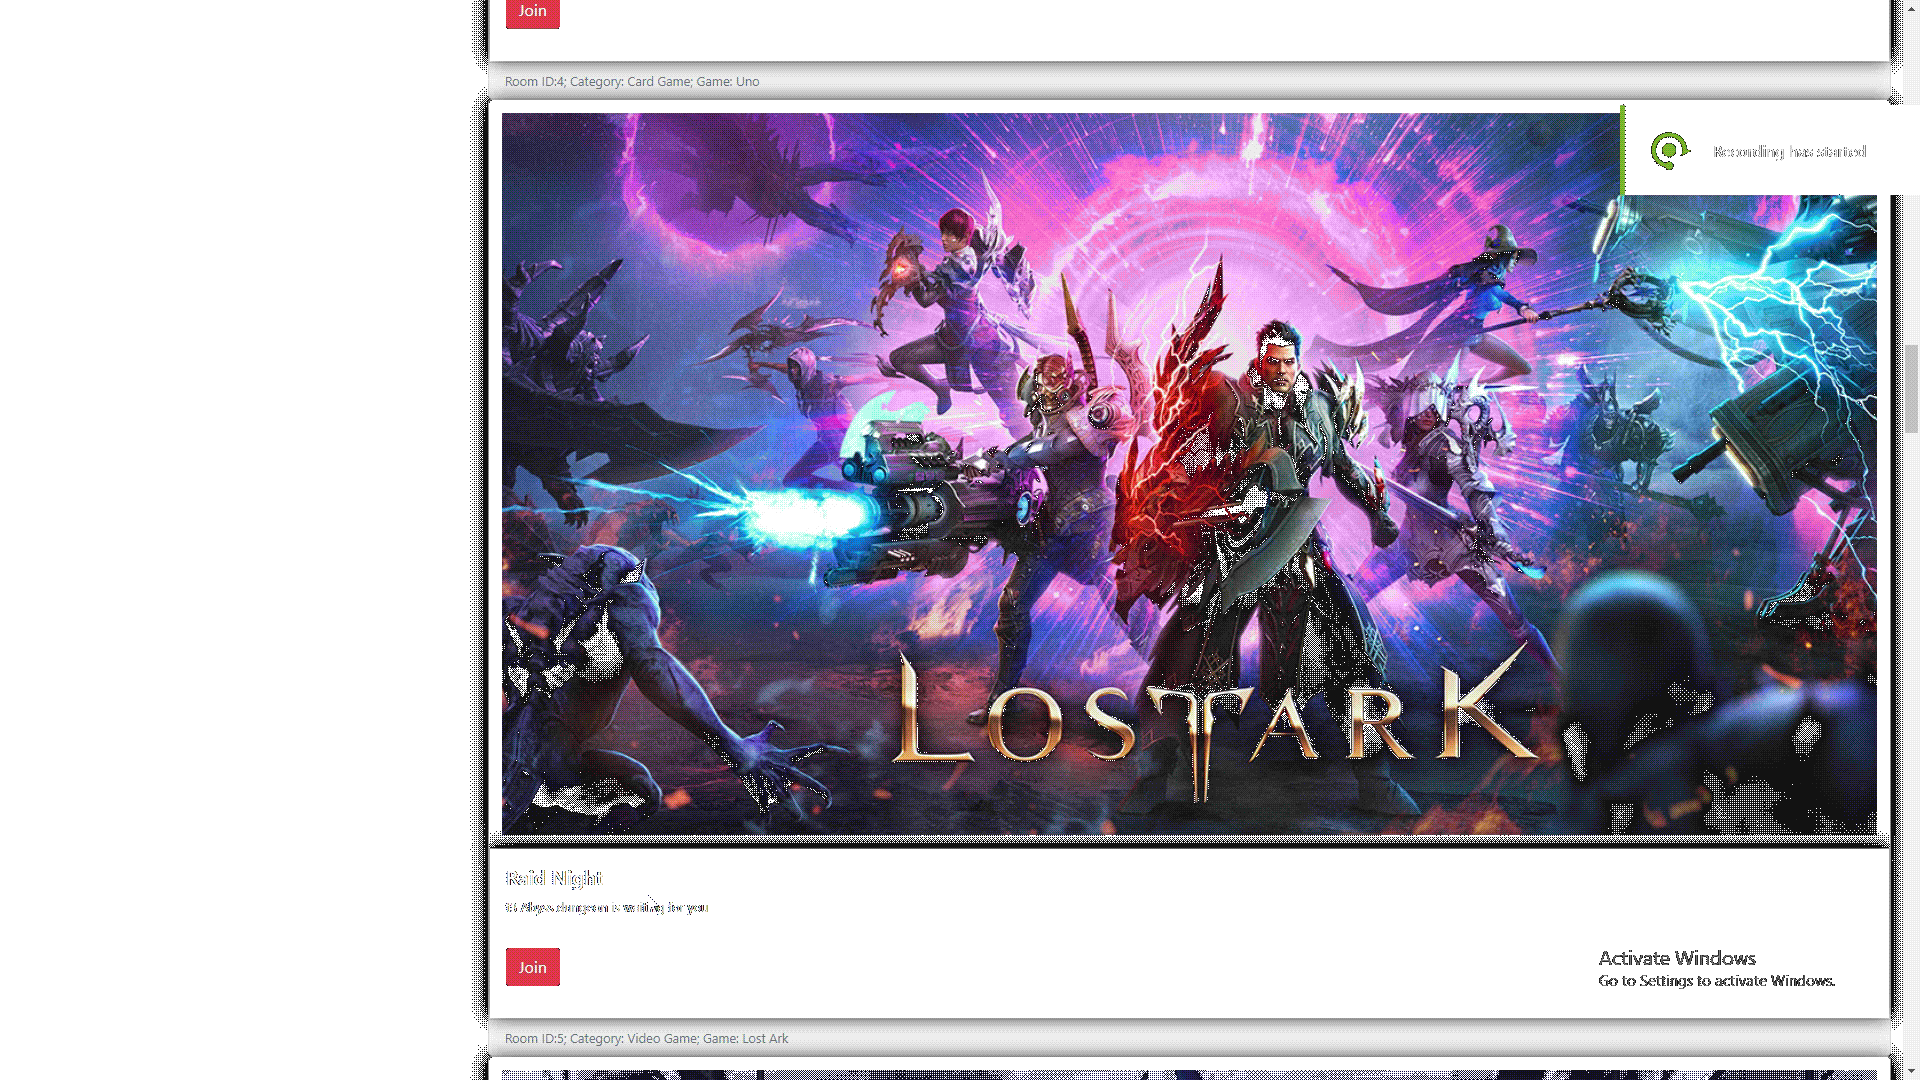 Join
Room ID:4; Category: Card Game; Game: Uno
Recording has started
LOST ARK
Raid Night
Abyss dungeon is waiting for you
Join
Activate Windows
Go to Settings to activate Windows.
Room ID:5; Category: Video Game; Game: Lost Ark